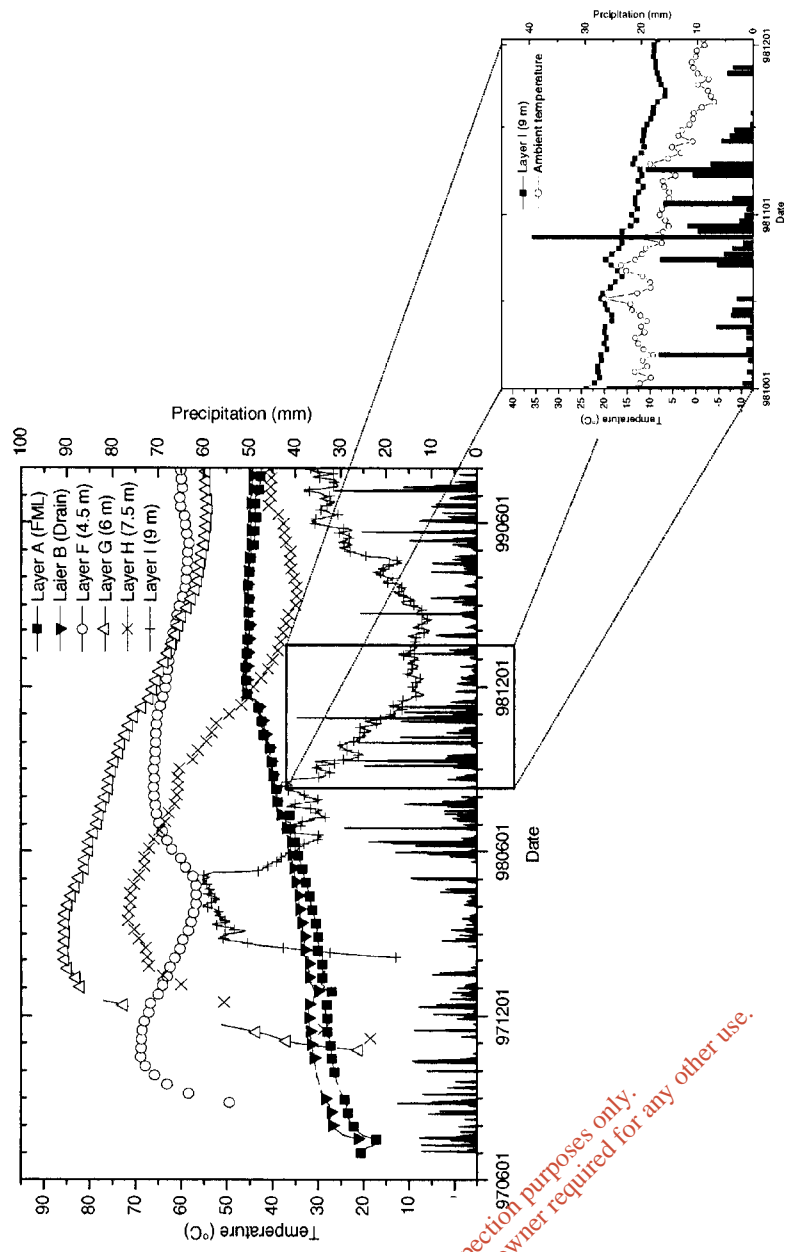 Precipitation (mm)
100
90
80
70
60
50
40
30
20
10
0
Layer A (FML)
Laier B (Drain)
Layer F (4.5 m)
Layer G (6 m)
Layer H (7.5 m)
Layer I (9 m)
95
90
80
70
60
50
40
30
20
10
Temperature (°C)
970601
971201
980601
981201
990601
Date
Prcipitation (mm)
40
30
20
10
0
Layer I (9 m)
Ambient temperature
40
35
30
25
20
15
10
5
0
-5
-10
Temperature (°C)
981001
981101
981201
Date
pection purposes only.
owner required for any other use.